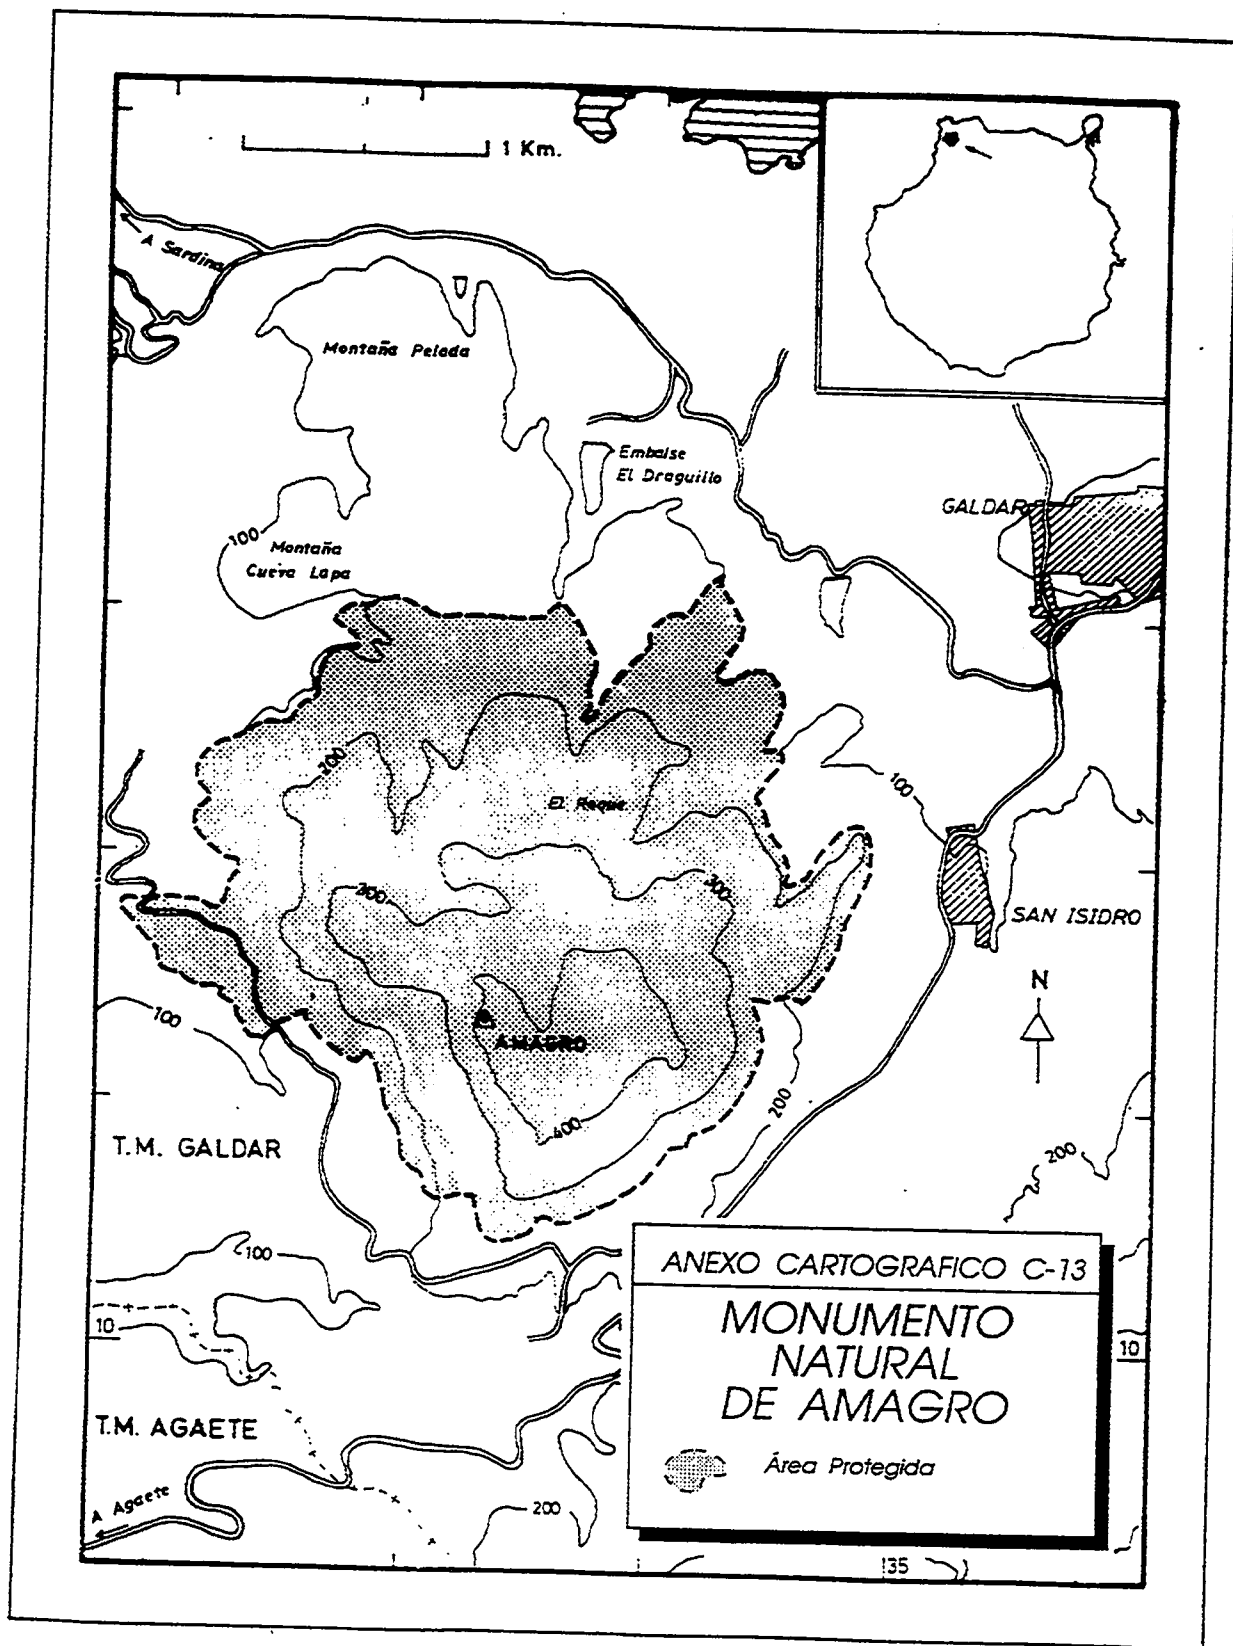 1 Km.
A Sardina
Montaña Pelada
Embalse
El Draguillo
GALDAR
100
Montaña
Cueva Lapa
200
100
El Roque
300
300
SAN ISIDRO
N
100
AMAGRO
200
400
200
T.M. GALDAR
100
10
ANEXO CARTOGRAFICO C-13
MONUMENTO
NATURAL
DE AMAGRO
10
T.M. AGAETE
Área Protegida
A Agaete
200
35